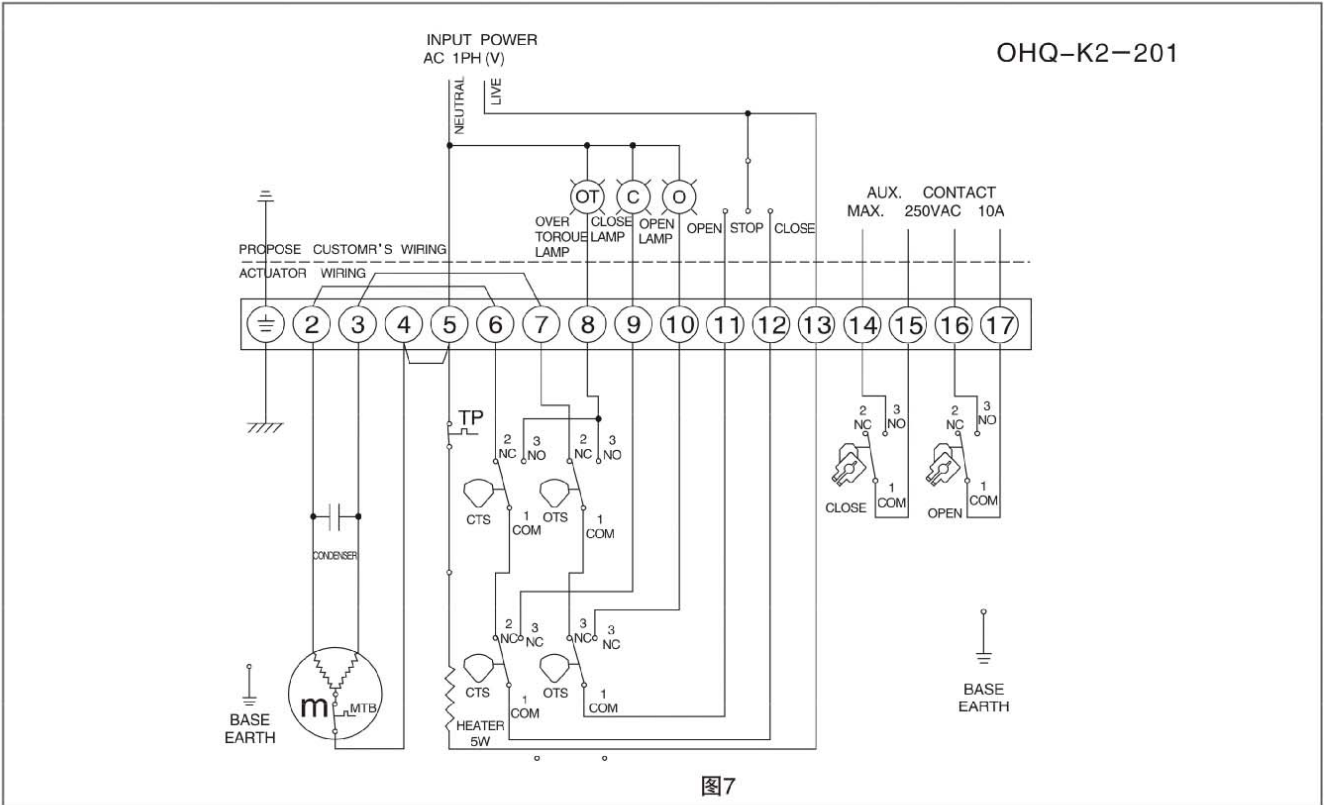 INPUT POWER
AC 1PH (V)
OHQ-K2-201
NEUTRAL
LIVE
OT
C
O
AUX. CONTACT
MAX. 250VAC 10A
OVER
TORQUE
LAMP
CLOSE
LAMP
OPEN
LAMP
OPEN
STOP
CLOSE
PROPOSE CUSTOMR'S WIRING
ACTUATOR WIRING
2 3 4 5 6 7 8 9 10 11 12 13 14 15 16 17
TP
2
NC
3
NO
2
NC
3
NO
2
NC
3
NO
2
NC
3
NO
CTS
1
COM
OTS
1
COM
CLOSE
1
COM
OPEN
1
COM
CONDENSER
2
NC
3
NC
3
NC
3
NC
CTS
1
COM
OTS
1
COM
m
MTB
HEATER
5W
BASE
EARTH
BASE
EARTH
图7